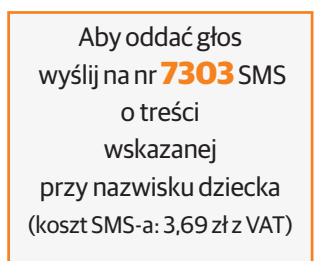 Aby oddać głos
wyślij na nr 7303 SMS
o treści
wskazanej
przy nazwisku dziecka
(koszt SMS-a: 3,69 zł z VAT)